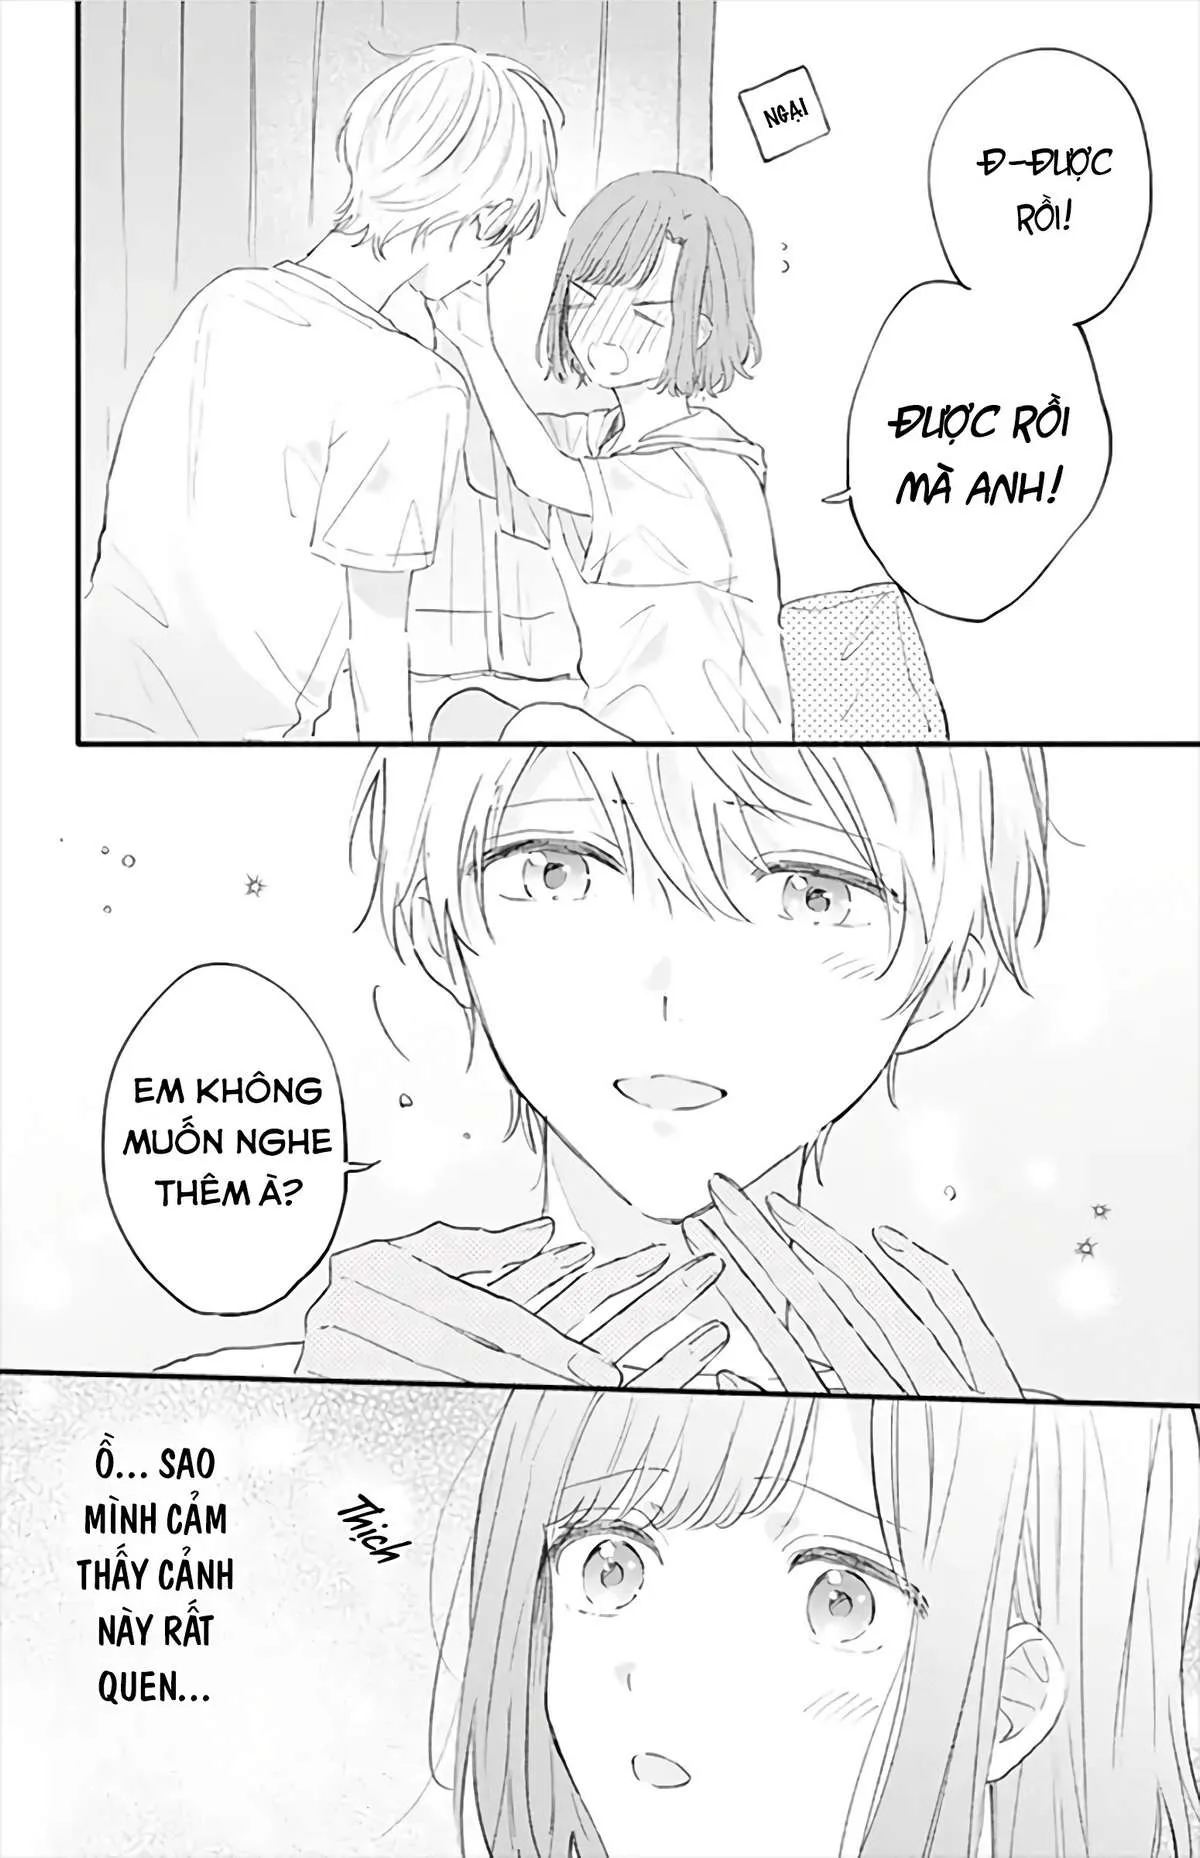 NGẠI
Đ-ĐƯỢC
RỒI!
ĐƯỢC RỒI
MÀ ANH!
EM KHÔNG
MUỐN NGHE
THÊM À?
Ồ... SAO
MÌNH CẢM
THẤY CẢNH
NÀY RẤT
QUEN...
Thịch